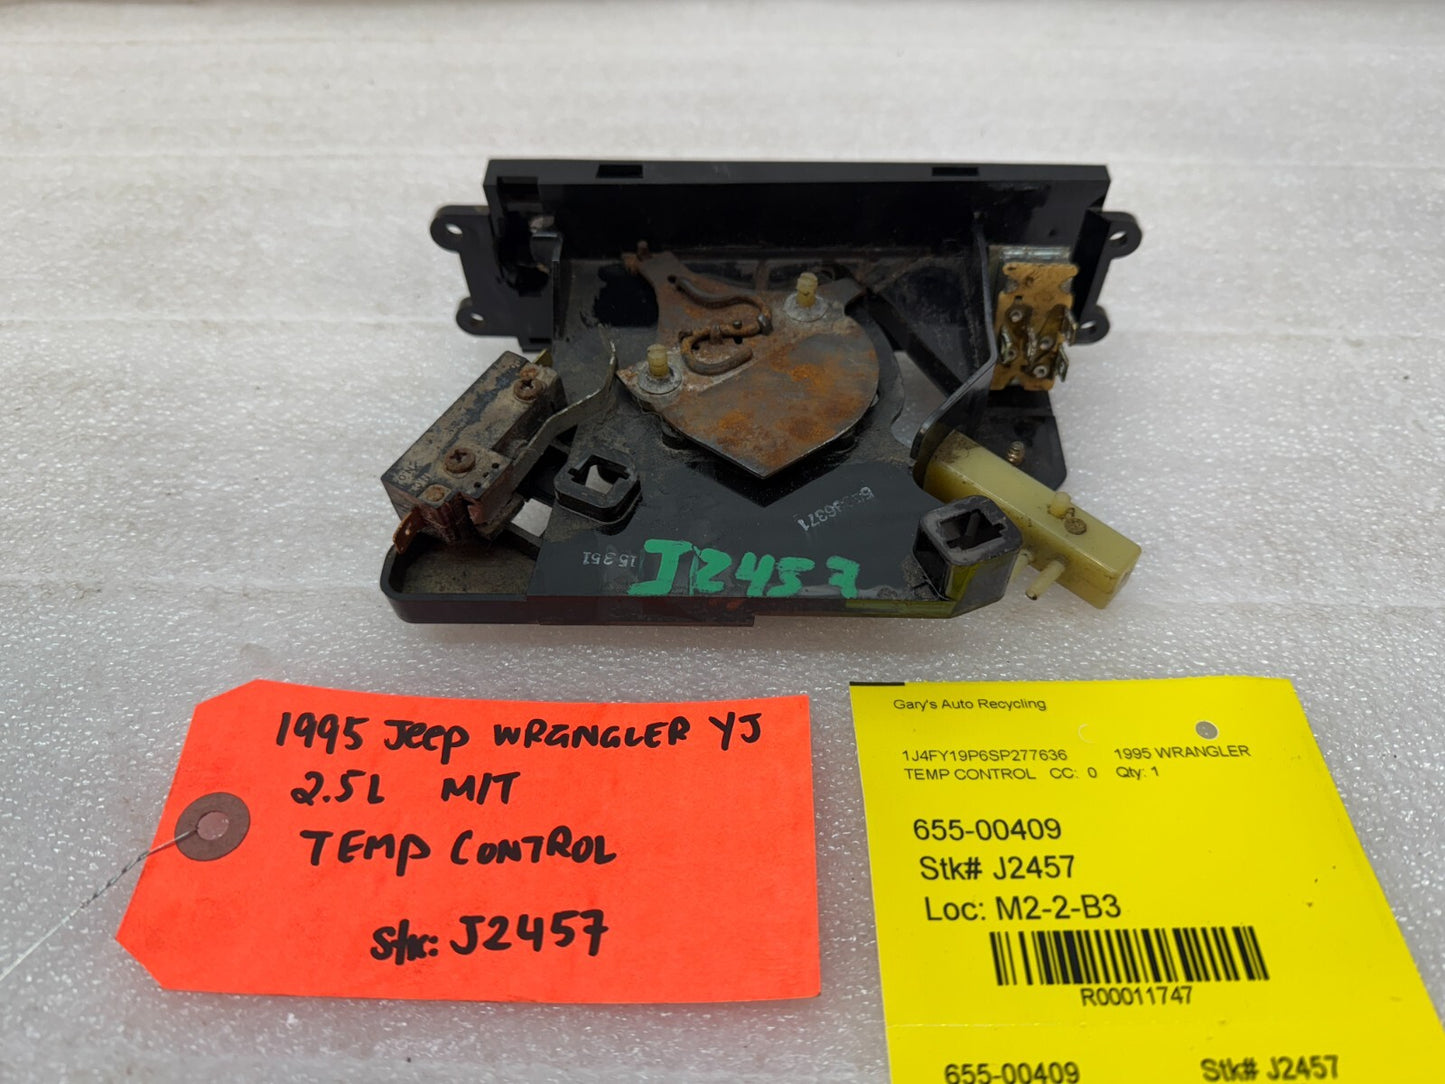 J2457
1995 Jeep WRANGLER YJ
2.5L M/T
TEMP CONTROL
Stk: J2457
Gary's Auto Recycling
1J4FY19P6SP277636 1995 WRANGLER
TEMP CONTROL CC: 0 Qty: 1
655-00409
Stk# J2457
Loc: M2-2-B3
R00011747
655-00409 Stk# J2457